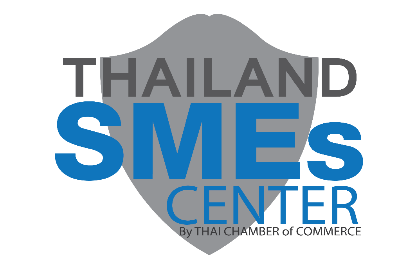 THAILAND
SMEs
CENTER
By THAI CHAMBER of COMMERCE